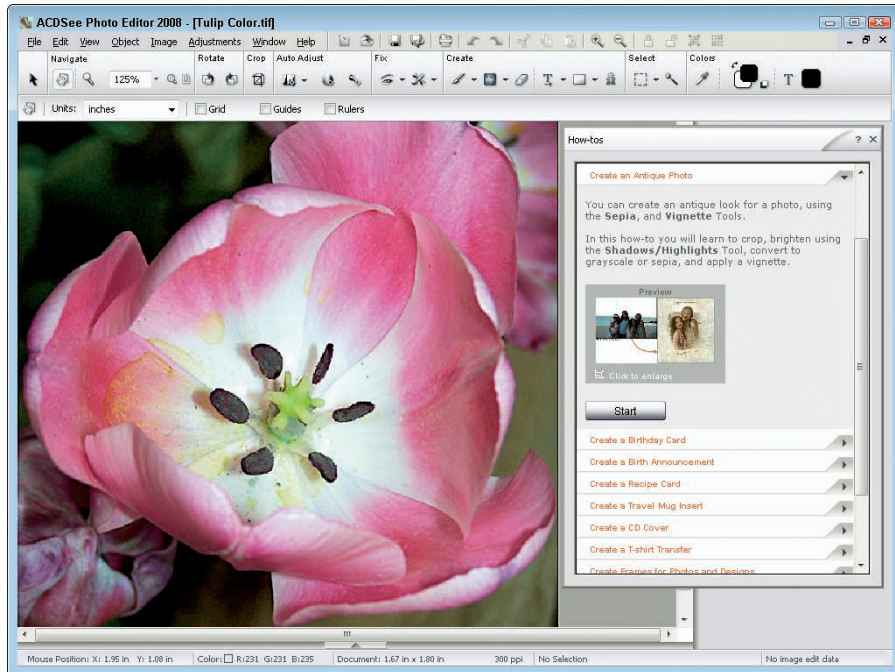 ACDSee Photo Editor 2008 - [Tulip Color.tif]
File Edit View Object Image Adjustments Window Help
Navigate Rotate Crop Auto Adjust Fix Create Select Colors
125% T T
Units: inches Grid Guides Rulers
How-tos
Create an Antique Photo
You can create an antique look for a photo, using
the Sepia, and Vignette Tools.
In this how-to you will learn to crop, brighten using
the Shadows/Highlights Tool, convert to
grayscale or sepia, and apply a vignette.
Preview
Click to enlarge
Start
Create a Birthday Card
Create a Birth Announcement
Create a Recipe Card
Create a Travel Mug Insert
Create a CD Cover
Create a T-shirt Transfer
Create Frames for Photos and Designs
Mouse Position: X: 1.95 in Y: 1.08 in Color: R:231 G:231 B:235 Document: 1.67 in x 1.80 in 300 ppi No Selection No image edit data